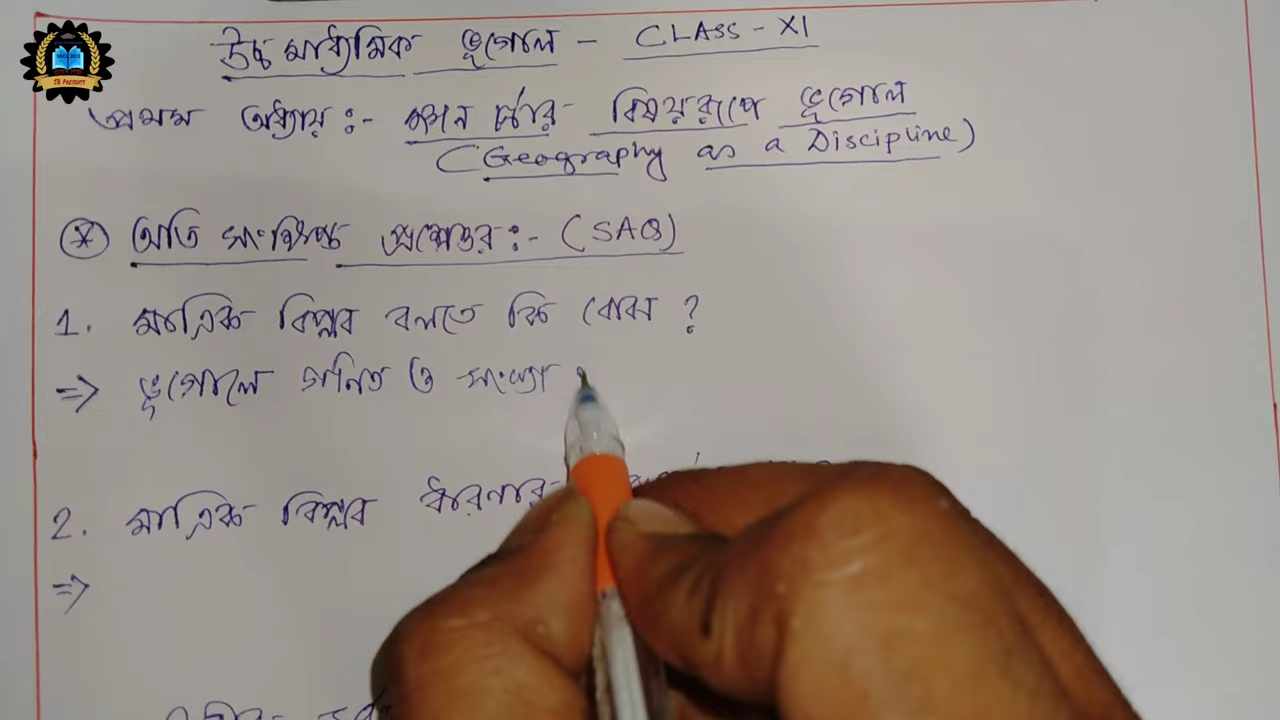 উচ্চ মাধ্যমিক ভূগোল - CLASS - XI
প্রথম অধ্যায় :- জ্ঞান চর্চার বিষয়রূপে ভূগোল
(Geography as a Discipline)
অতি সংক্ষিপ্ত প্রশ্নোত্তর :- (SAQ)
1. মাত্রিক বিপ্লব বলতে কি বোঝ ?
=> ভূগোলে গনিত ও সংখ্যা
2. মাত্রিক বিপ্লব ধারনার
=>